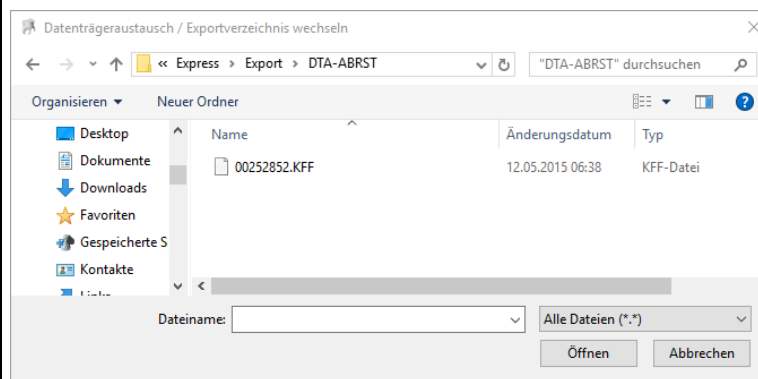 Datenträgeraustausch / Exportverzeichnis wechseln
« Express › Export › DTA-ABRST
"DTA-ABRST" durchsuchen
Organisieren
Neuer Ordner
Desktop
Dokumente
Downloads
Favoriten
Gespeicherte S
Kontakte
Links
Name
Änderungsdatum
Typ
00252852.KFF
12.05.2015 06:38
KFF-Datei
Dateiname:
Alle Dateien (*.*)
Öffnen
Abbrechen